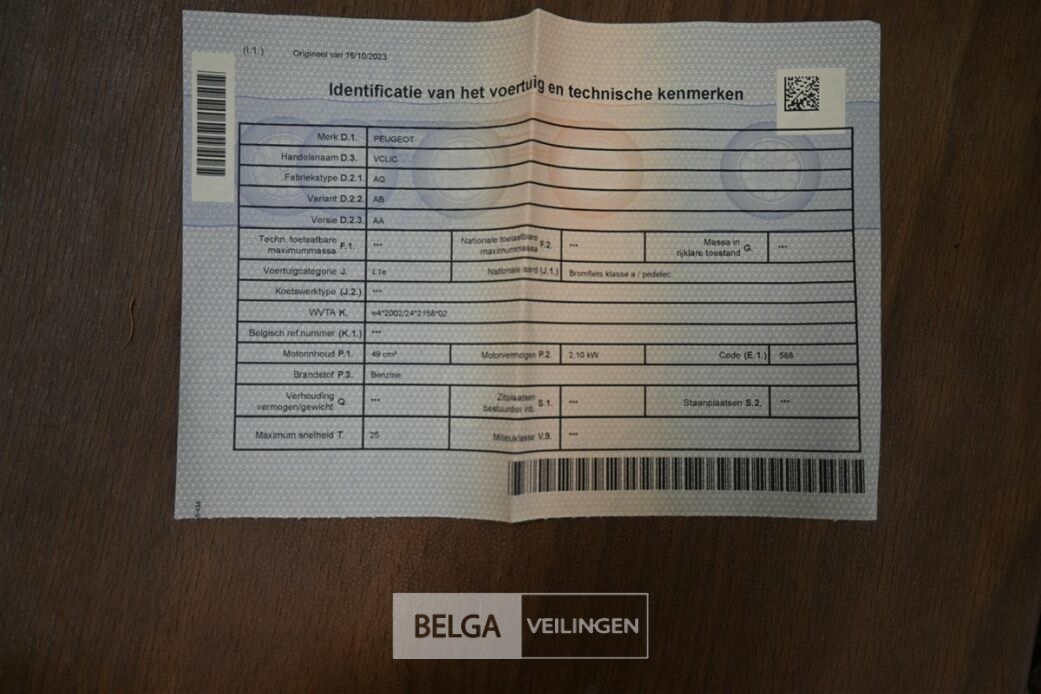 (I.1.) Origineel van 16/10/2023
Identificatie van het voertuig en technische kenmerken
Merk D.1. PEUGEOT
Handelsnaam D.3. VCLIC
Fabriekstype D.2.1. AG
Variant D.2.2. AB
Versie D.2.3. AA
Techn. toelaatbare maximummassa F.1. *** Nationale toelaatbare maximummassa F.2. *** Massa in rijklare toestand G. ***
Voertuigcategorie J. L1e Nationale aard (J.1.) Bromfiets klasse a / pedelec
Koetswerktype (J.2.) ***
WVTA K. e4*2002/24*2158*02
Belgisch ref.nummer (K.1.) ***
Motorinhoud P.1. 49 cm³ Motorvermogen P.2. 2,10 kW Code (E.1.) 588
Brandstof P.3. Benzine
Verhouding vermogen/gewicht Q. *** Zitplaatsen bestuurder inb. S.1. *** Staanplaatsen S.2. ***
Maximum snelheid T. 25 Milieuklasse V.9. ***
BELGA VEILINGEN